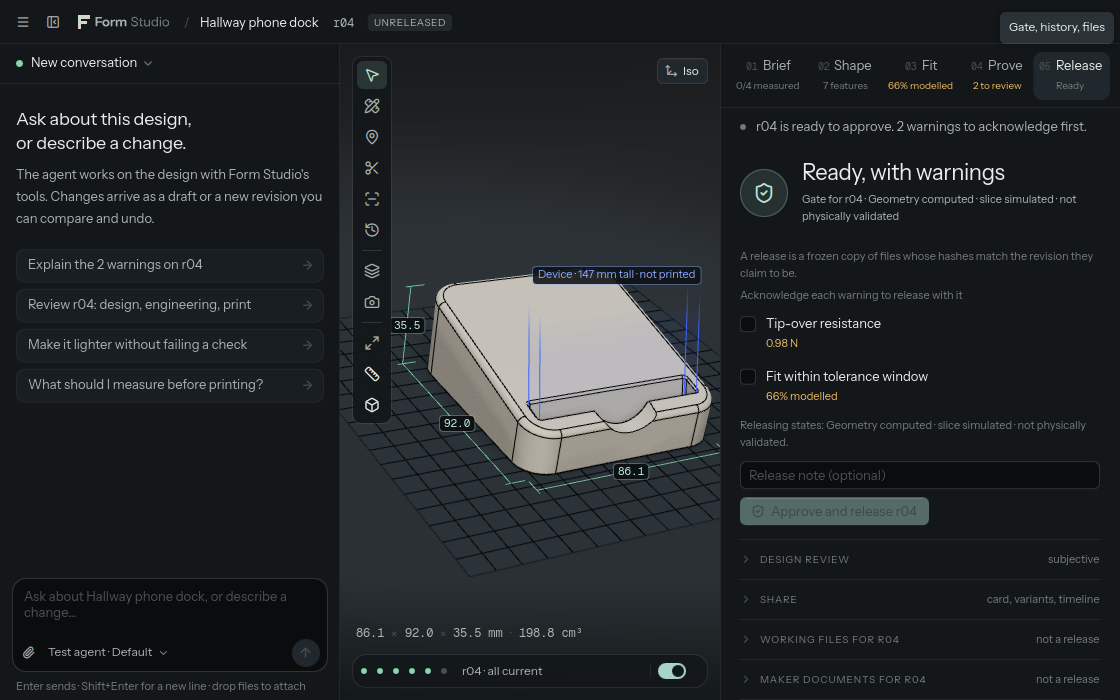 Form Studio / Hallway phone dock r04 UNRELEASED
Gate, history, files
New conversation
Ask about this design,
or describe a change.
The agent works on the design with Form Studio's
tools. Changes arrive as a draft or a new revision you
can compare and undo.
Explain the 2 warnings on r04
Review r04: design, engineering, print
Make it lighter without failing a check
What should I measure before printing?
Ask about Hallway phone dock, or describe a
change...
Test agent · Default
Enter sends · Shift+Enter for a new line · drop files to attach
Iso
Device · 147 mm tall · not printed
35.5
92.0
86.1
86.1 × 92.0 × 35.5 mm · 198.8 cm³
r04 · all current
01 Brief
0/4 measured
02 Shape
7 features
03 Fit
66% modelled
04 Prove
2 to review
05 Release
Ready
r04 is ready to approve. 2 warnings to acknowledge first.
Ready, with warnings
Gate for r04 · Geometry computed · slice simulated · not
physically validated
A release is a frozen copy of files whose hashes match the revision they
claim to be.
Acknowledge each warning to release with it
Tip-over resistance
0.98 N
Fit within tolerance window
66% modelled
Releasing states: Geometry computed · slice simulated · not physically
validated.
Release note (optional)
Approve and release r04
DESIGN REVIEW subjective
SHARE card, variants, timeline
WORKING FILES FOR R04 not a release
MAKER DOCUMENTS FOR R04 not a release